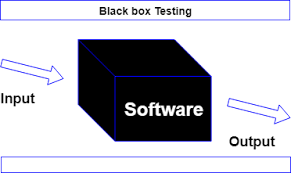 Black box Testing
Input
Software
Output